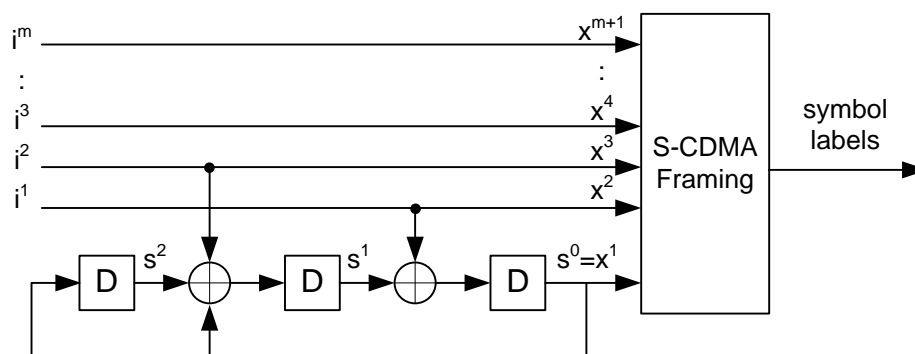 i^m x^{m+1}
: :
i^3 x^4
i^2 x^3
i^1 x^2
S-CDMA
Framing
symbol
labels
D s^2 D s^1 D s^0=x^1